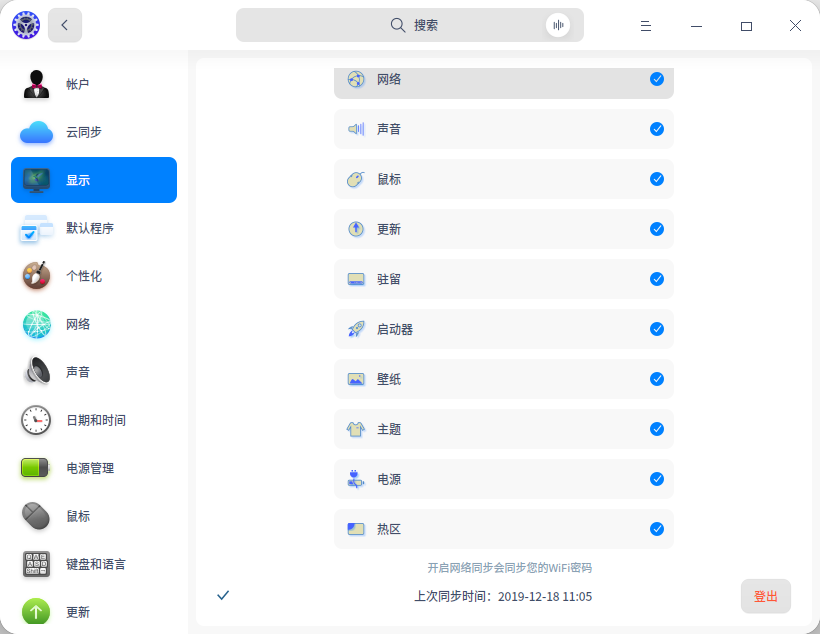 搜索
帐户
云同步
显示
默认程序
个性化
网络
声音
日期和时间
电源管理
鼠标
键盘和语言
更新
网络
声音
鼠标
更新
驻留
启动器
壁纸
主题
电源
热区
开启网络同步会同步您的WiFi密码
上次同步时间：2019-12-18 11:05
登出